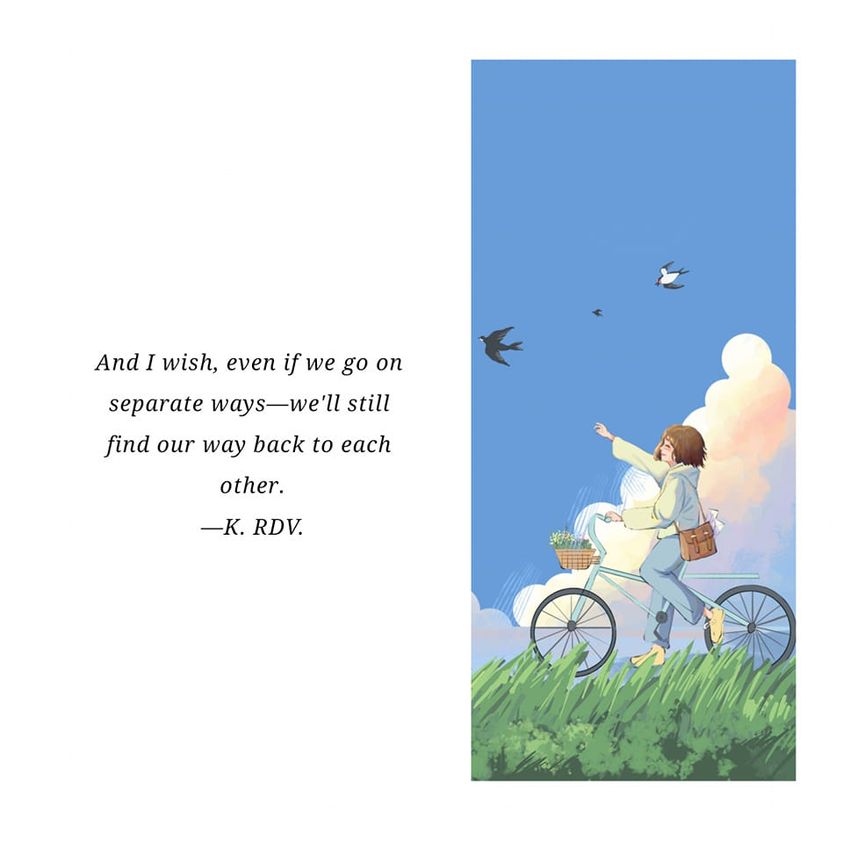 And I wish, even if we go on
separate ways—we'll still
find our way back to each
other.
—K. RDV.